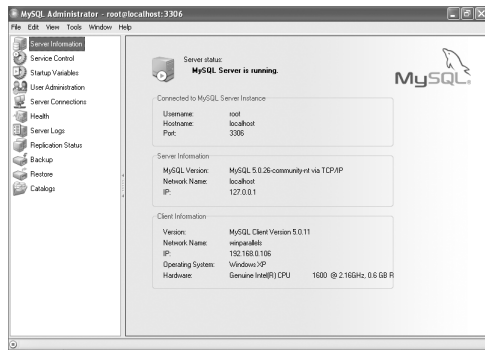 MySQL Administrator - root@localhost:3306
File Edit View Tools Window Help
Server Information
Service Control
Startup Variables
User Administration
Server Connections
Health
Server Logs
Replication Status
Backup
Restore
Catalogs
Server status:
MySQL Server is running.
MySQL
Connected to MySQL Server Instance
Username: root
Hostname: localhost
Port: 3306
Server Information
MySQL Version: MySQL 5.0.26-community-nt via TCP/IP
Network Name: localhost
IP: 127.0.0.1
Client Information
Version: MySQL Client Version 5.0.11
Network Name: winparallels
IP: 192.168.0.106
Operating System: Windows XP
Hardware: Genuine Intel(R) CPU 1600 @ 2.16GHz, 0.6 GB R